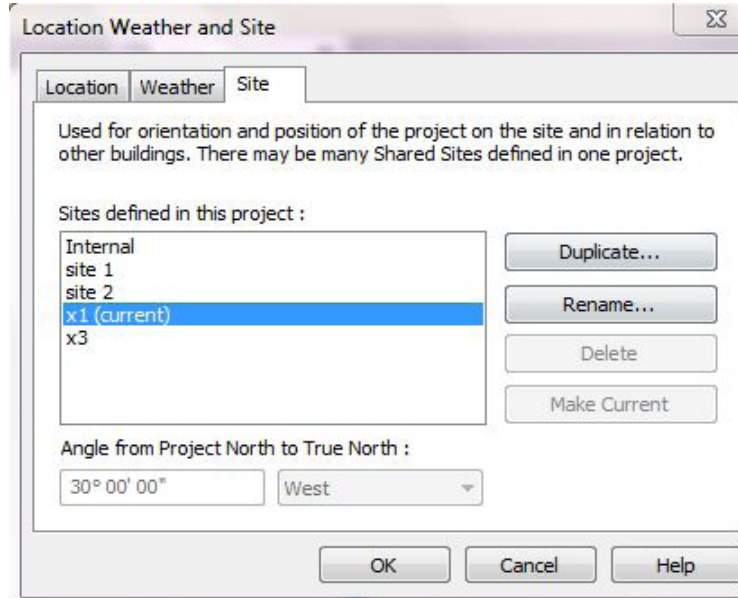 Location Weather and Site
Location Weather Site
Used for orientation and position of the project on the site and in relation to
other buildings. There may be many Shared Sites defined in one project.
Sites defined in this project :
Internal
site 1
site 2
x1 (current)
x3
Duplicate...
Rename...
Delete
Make Current
Angle from Project North to True North :
30° 00' 00" West
OK Cancel Help